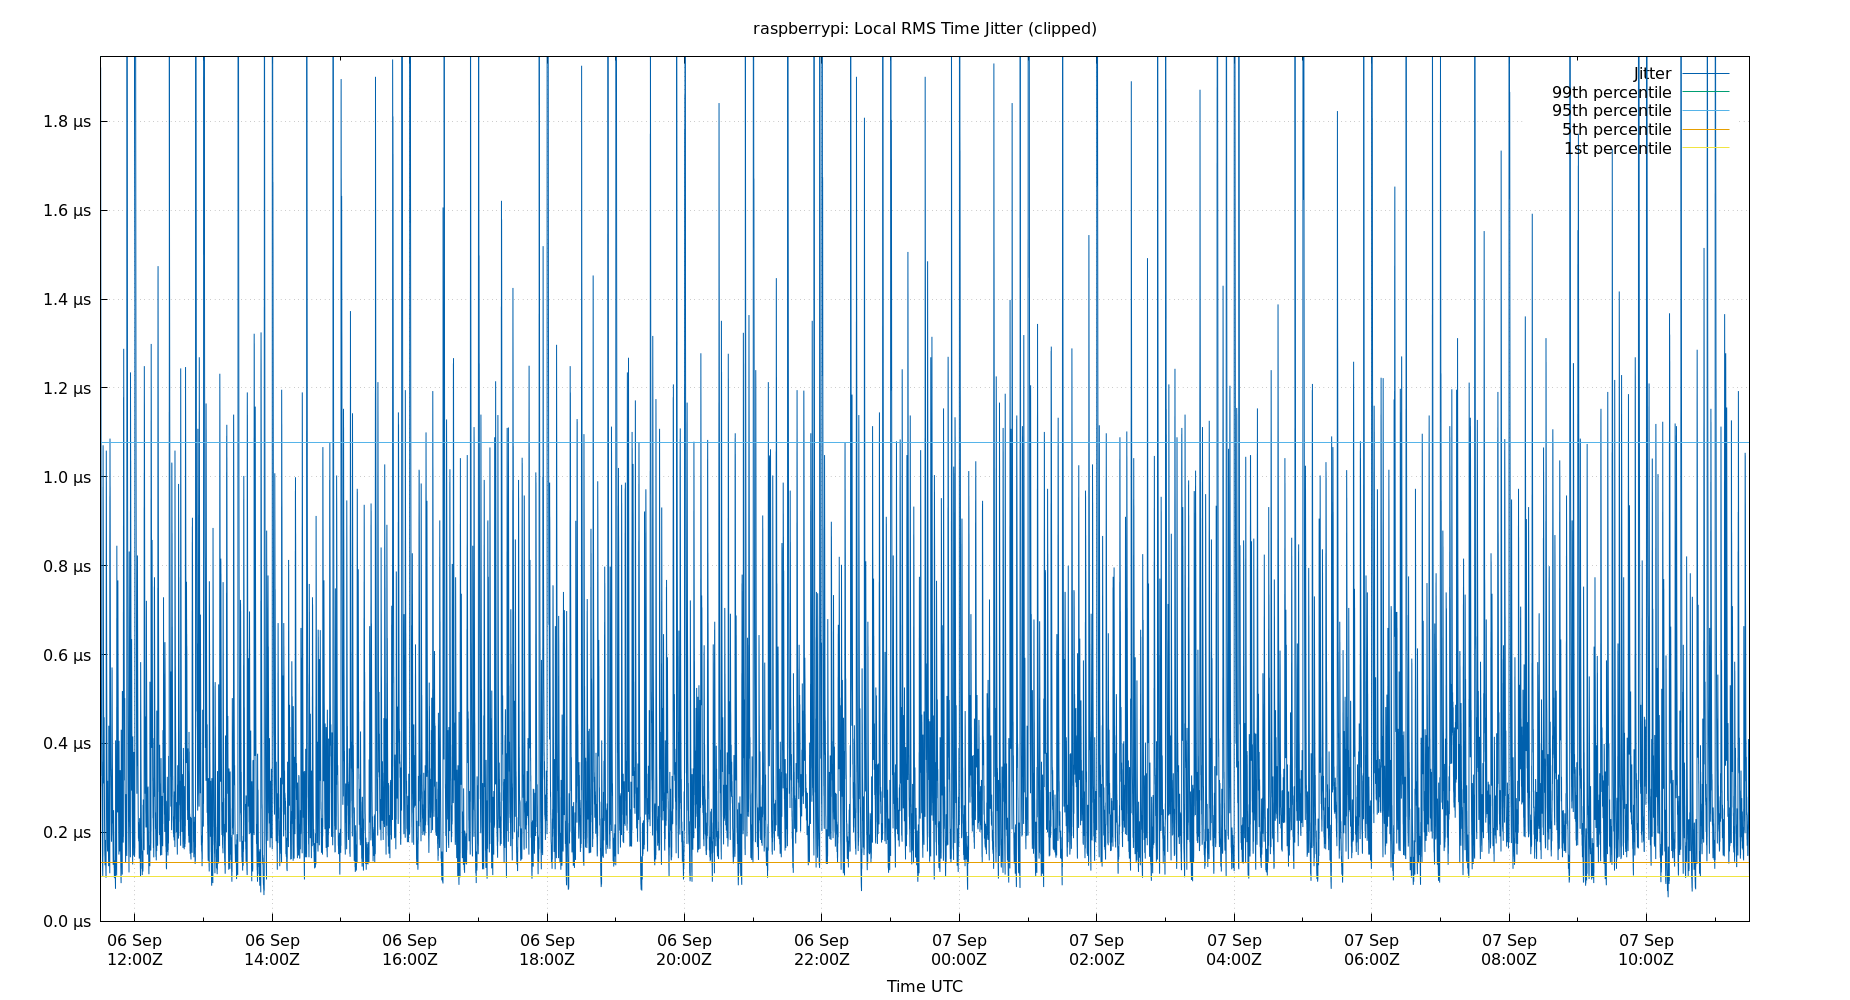 raspberrypi: Local RMS Time Jitter (clipped)
Jitter
99th percentile
95th percentile
5th percentile
1st percentile
1.8 µs
1.6 µs
1.4 µs
1.2 µs
1.0 µs
0.8 µs
0.6 µs
0.4 µs
0.2 µs
0.0 µs
06 Sep 06 Sep 06 Sep 06 Sep 06 Sep 06 Sep 07 Sep 07 Sep 07 Sep 07 Sep 07 Sep 07 Sep
12:00Z 14:00Z 16:00Z 18:00Z 20:00Z 22:00Z 00:00Z 02:00Z 04:00Z 06:00Z 08:00Z 10:00Z
Time UTC